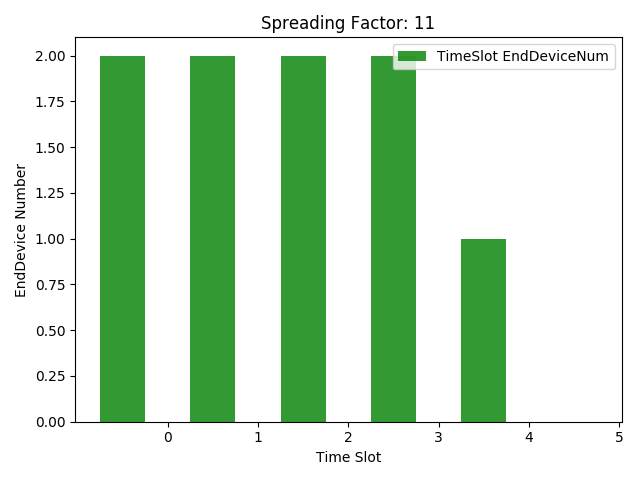 Spreading Factor: 11
TimeSlot EndDeviceNum
2.00
1.75
1.50
1.25
1.00
0.75
0.50
0.25
0.00
EndDevice Number
0 1 2 3 4 5
Time Slot